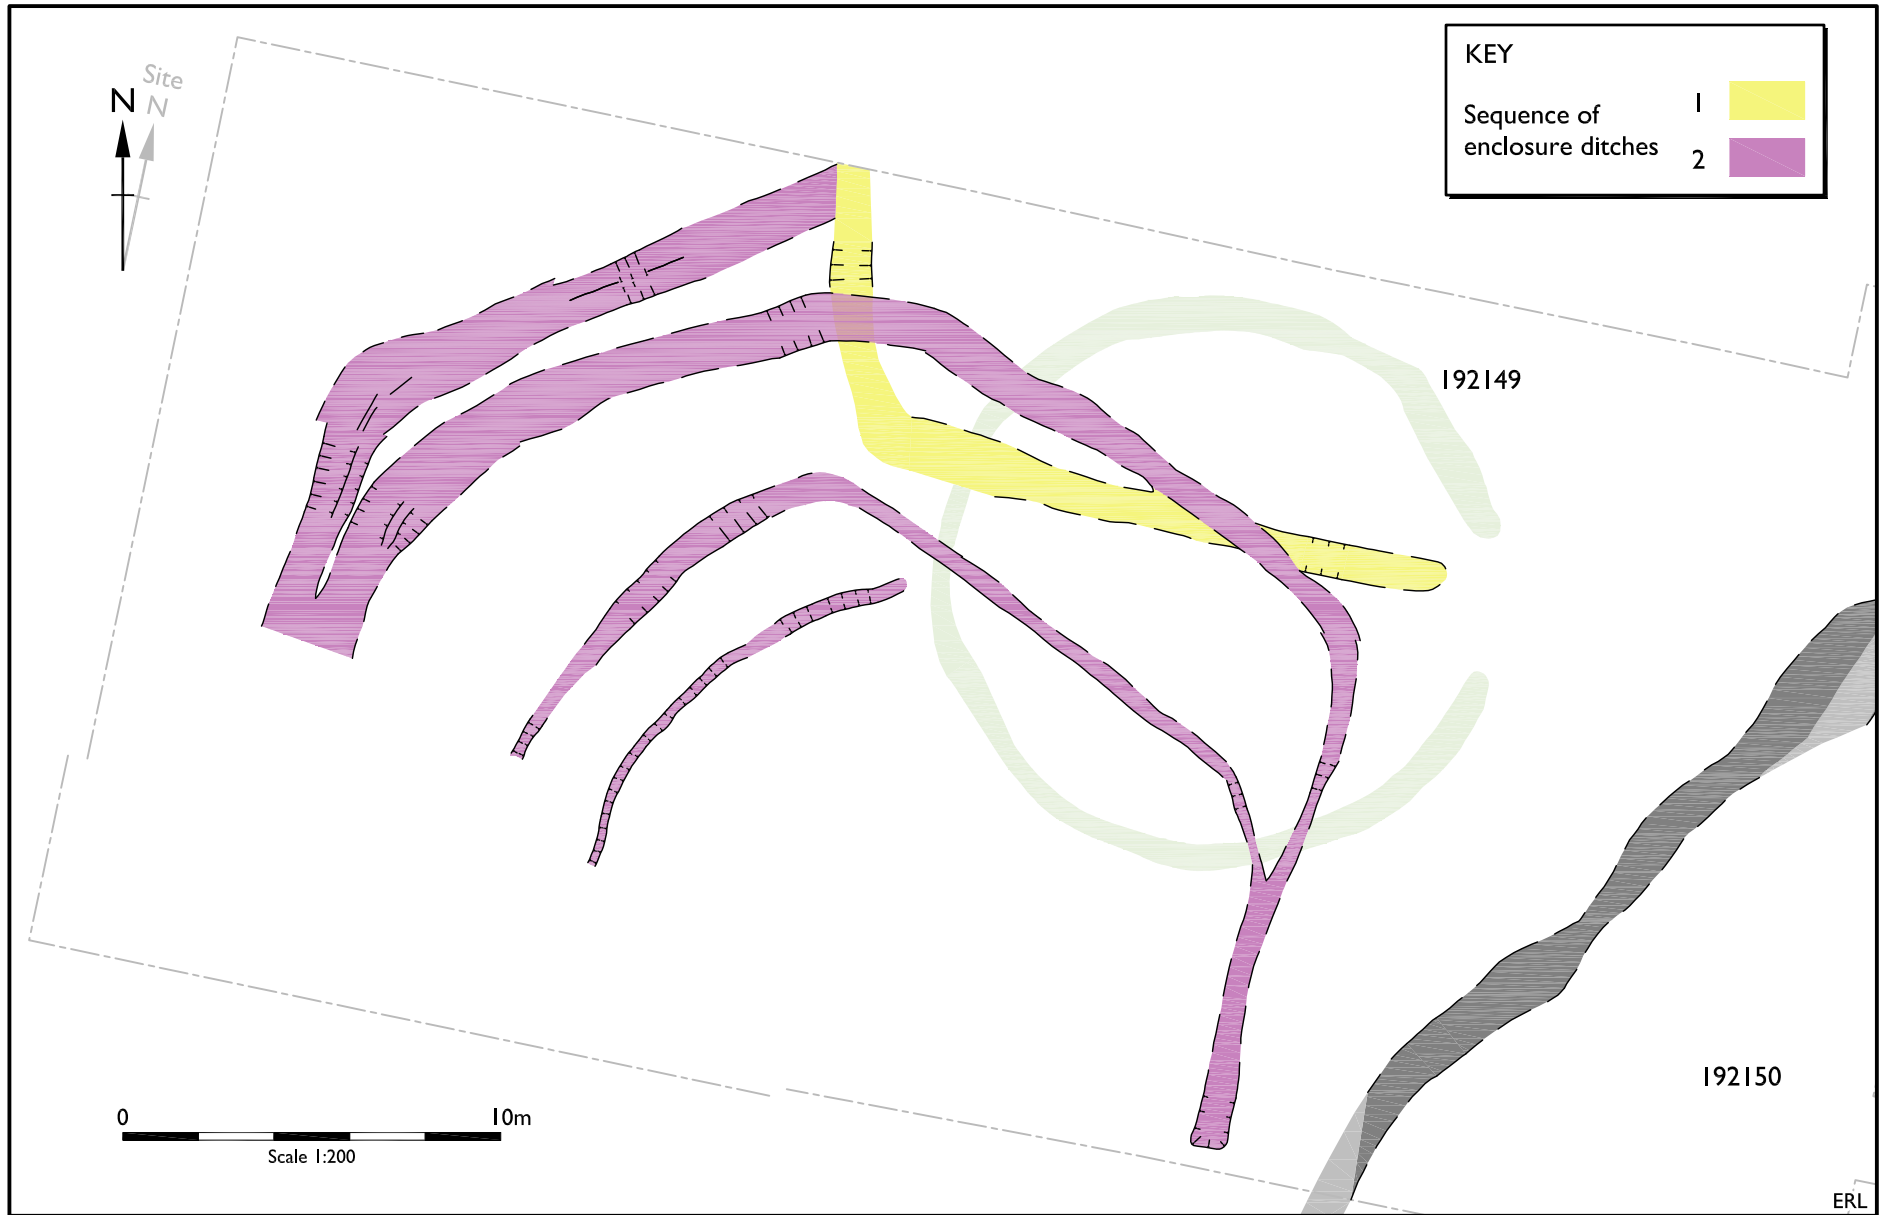 Site
N
N
KEY
Sequence of
enclosure ditches
1
2
192149
192150
0
10m
Scale 1:200
ERL